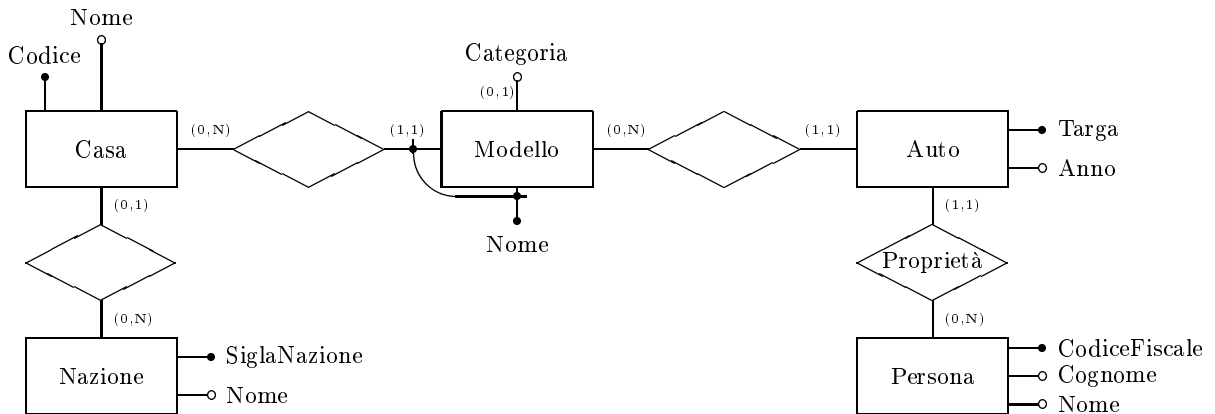 Nome
Codice
Categoria
(0,1)
Casa
(0,N)
(1,1)
Modello
(0,N)
(1,1)
Auto
Targa
Anno
(0,1)
(1,1)
Nome
Proprietà
(0,N)
(0,N)
Nazione
SiglaNazione
Nome
Persona
CodiceFiscale
Cognome
Nome